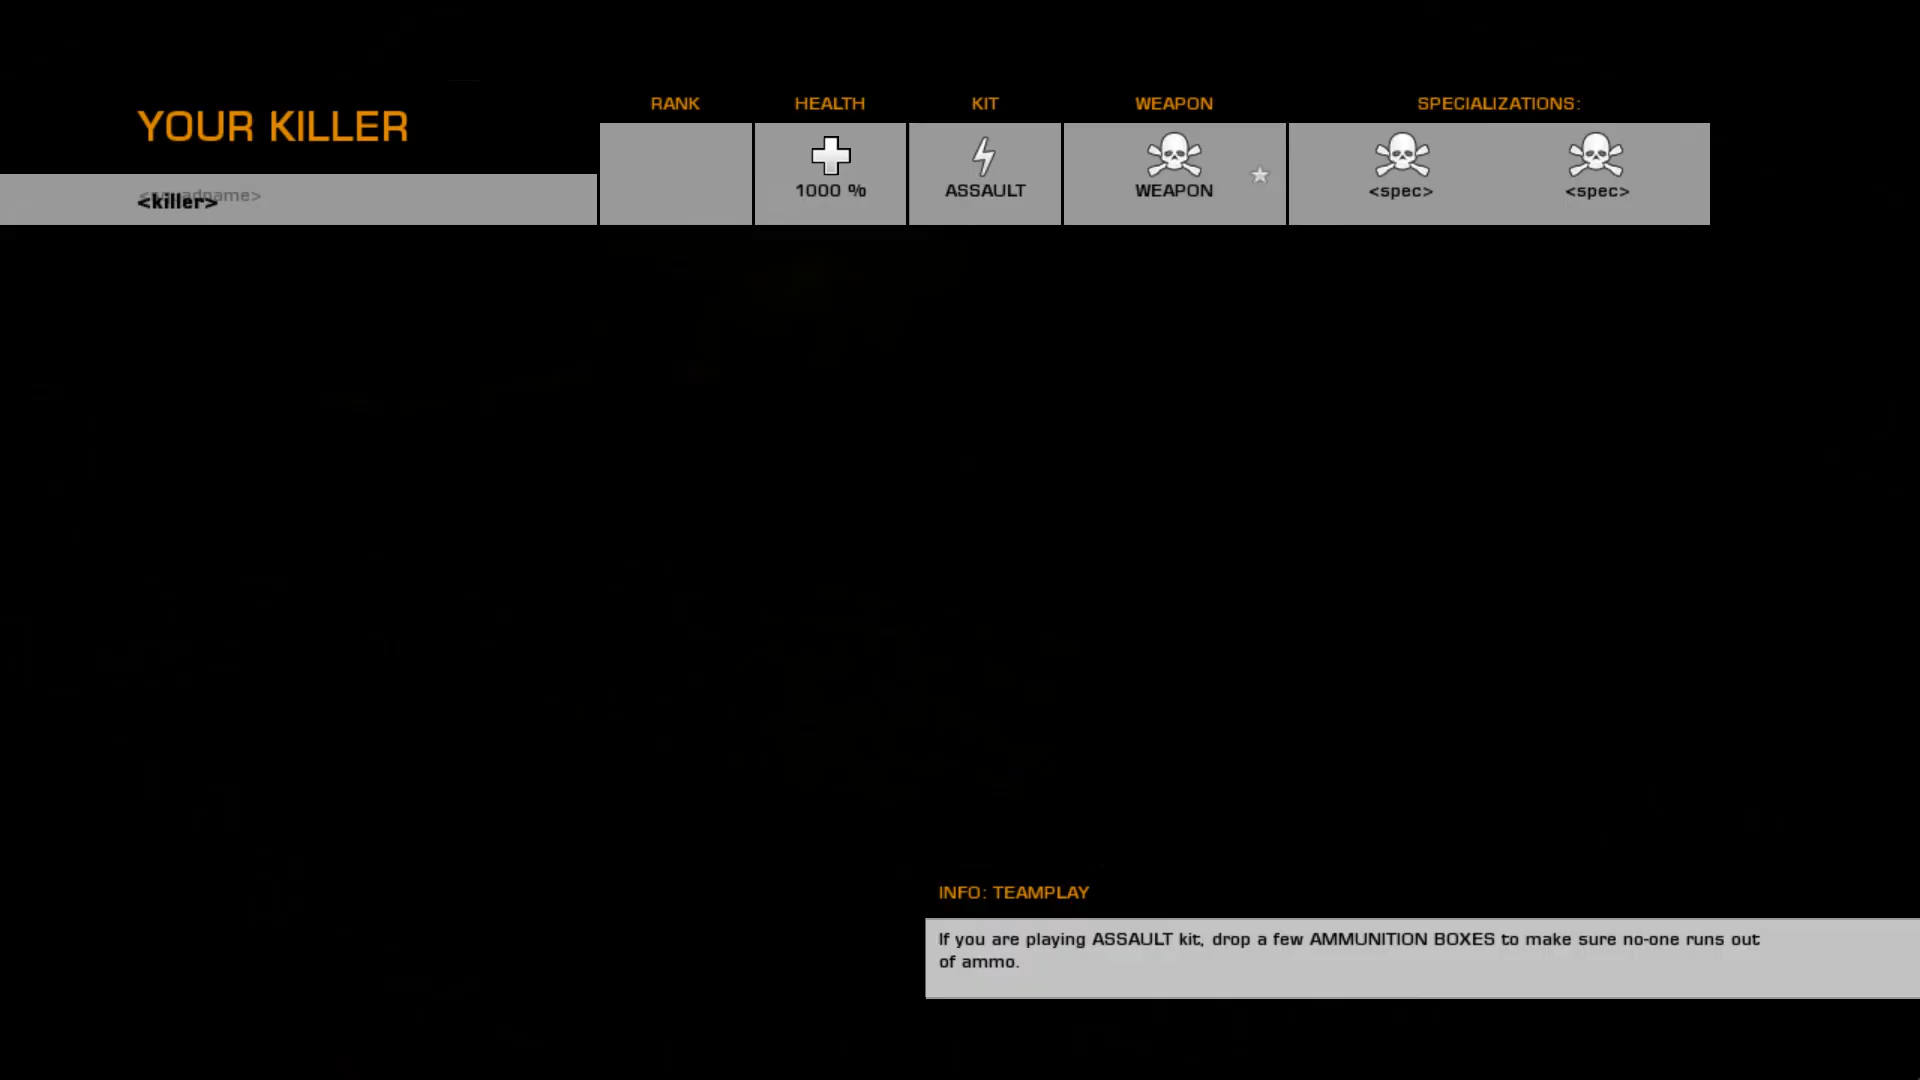 YOUR KILLER
<squadname>
<killer>
RANK
HEALTH
1000 %
KIT
ASSAULT
WEAPON
WEAPON
SPECIALIZATIONS:
<spec>
<spec>
INFO: TEAMPLAY
If you are playing ASSAULT kit, drop a few AMMUNITION BOXES to make sure no-one runs out
of ammo.